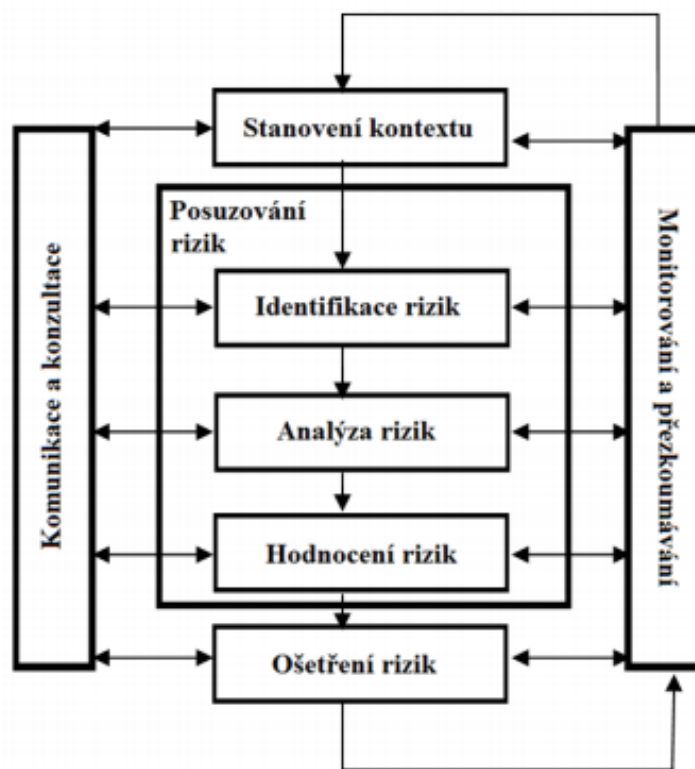 Stanovení kontextu
Posuzování
rizik
Identifikace rizik
Analýza rizik
Hodnocení rizik
Ošetření rizik
Komunikace a konzultace
Monitorování a přezkoumávání